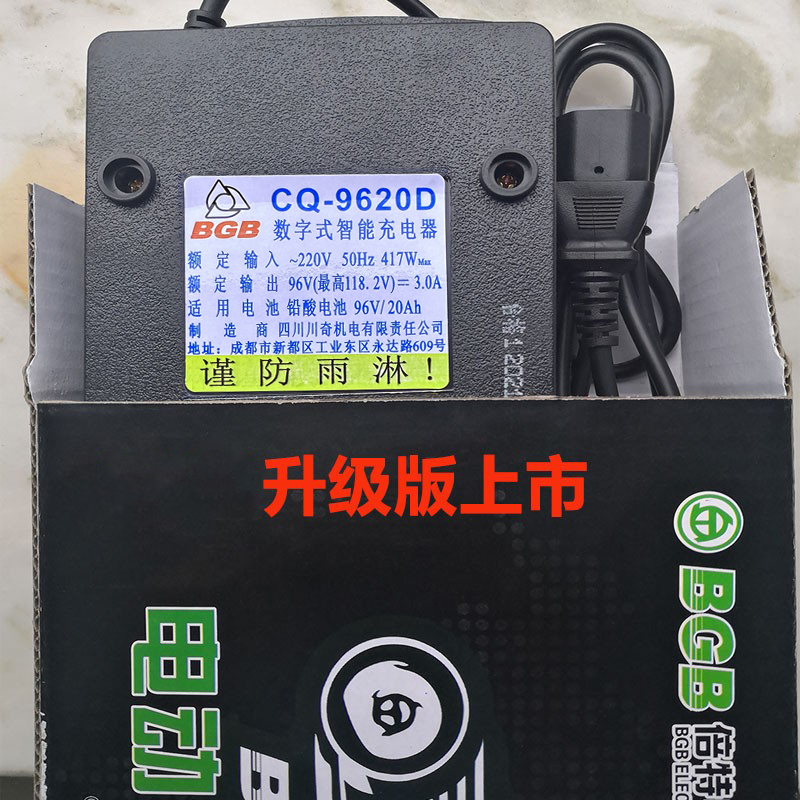 CQ-9620D
BGB 数字式智能充电器
额定输入 ~220V 50Hz 417WMax
额定输出 96V(最高118.2V)═3.0A
适用电池 铅酸电池 96V/20Ah
制造商 四川川奇机电有限责任公司
地址:成都市新都区工业东区永达路609号
谨防雨淋!
升级版上市
BGB
倍特
BGB ELEC
电动
B